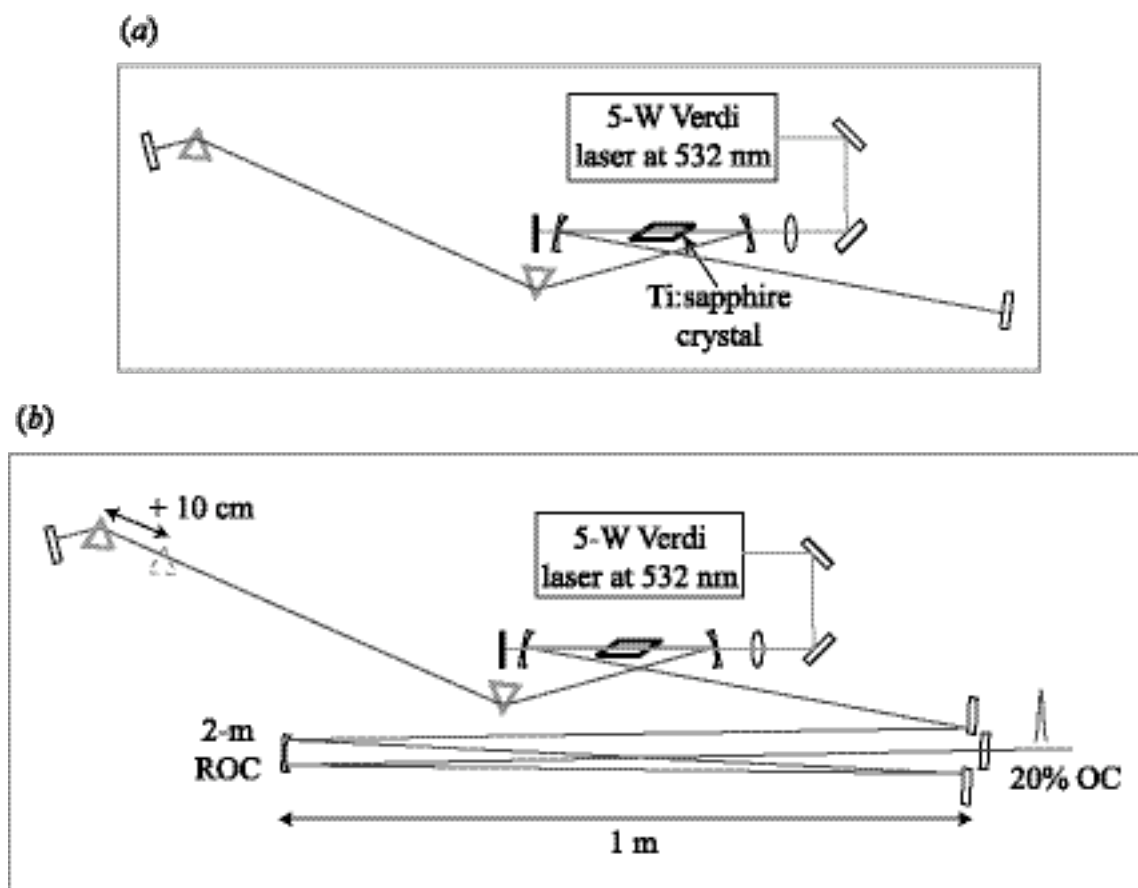 (a)
5-W Verdi
laser at 532 nm
Ti:sapphire
crystal
(b)
+ 10 cm
5-W Verdi
laser at 532 nm
2-m
ROC
20% OC
1 m